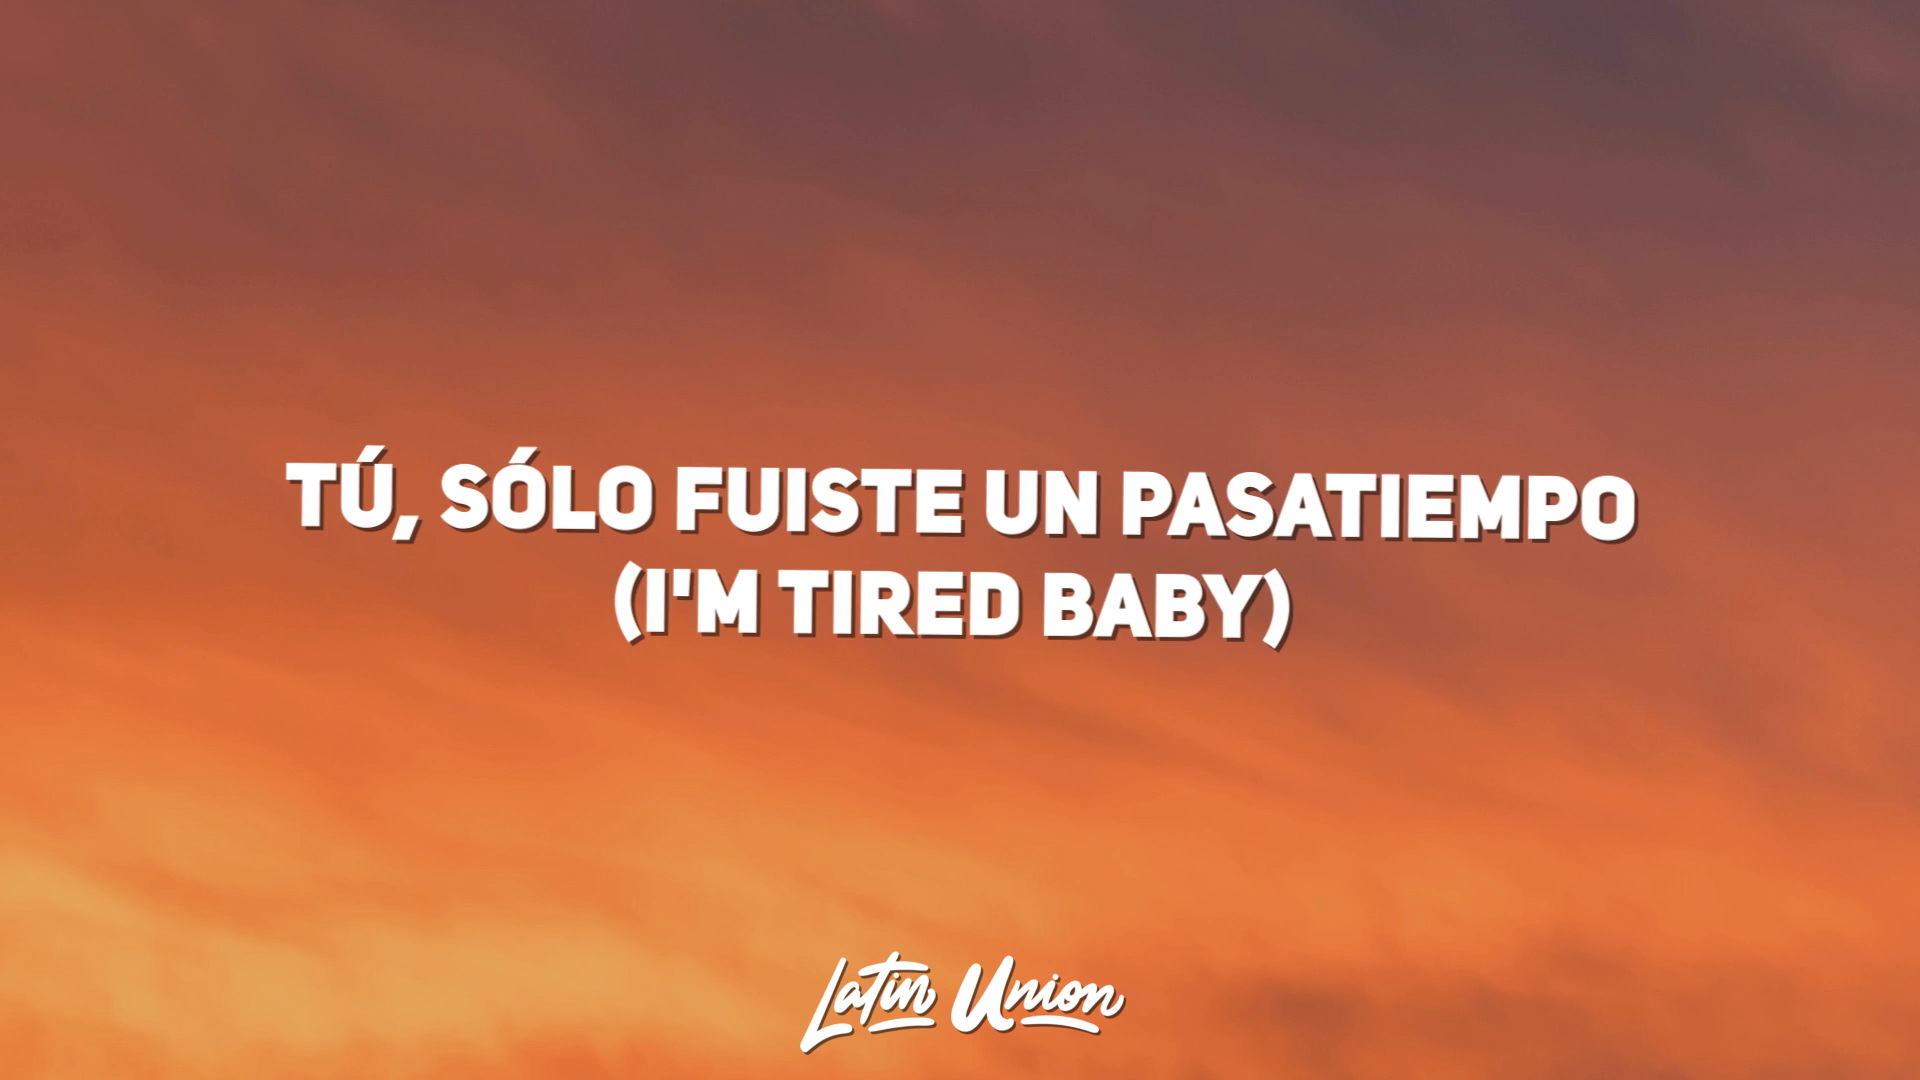 TÚ, SÓLO FUISTE UN PASATIEMPO
(I'M TIRED BABY)
Latin Union